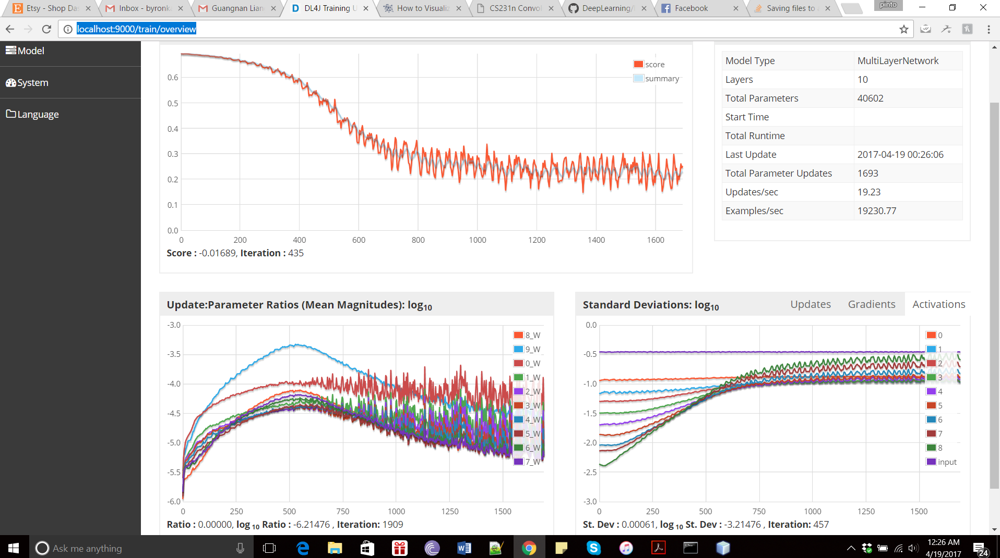 pinto
Etsy - Shop Das
Inbox - byronka
Guangnan Lian
DL4J Training U
How to Visualiz
CS231n Convol
DeepLearning/
Facebook
Saving files to a
localhost:9000/train/overview
Model
System
Language
0.6
0.5
0.4
0.3
0.2
0.1
0.0
0 200 400 600 800 1000 1200 1400 1600
score
summary
Score : -0.01689, Iteration : 435
Model Type MultiLayerNetwork
Layers 10
Total Parameters 40602
Start Time
Total Runtime
Last Update 2017-04-19 00:26:06
Total Parameter Updates 1693
Updates/sec 19.23
Examples/sec 19230.77
Update:Parameter Ratios (Mean Magnitudes): log10
-3.0
-3.5
-4.0
-4.5
-5.0
-5.5
-6.0
0 250 500 750 1000 1250 1500
8_W
9_W
0_W
1_W
2_W
3_W
4_W
5_W
6_W
7_W
Ratio : 0.00000, log 10 Ratio : -6.21476 , Iteration: 1909
Standard Deviations: log10
Updates Gradients Activations
0.0
-0.5
-1.0
-1.5
-2.0
-2.5
-3.0
0 250 500 750 1000 1250 1500
0
1
2
3
4
5
6
7
8
input
St. Dev : 0.00061, log 10 St. Dev : -3.21476 , Iteration: 457
Ask me anything
12:26 AM
4/19/2017
24